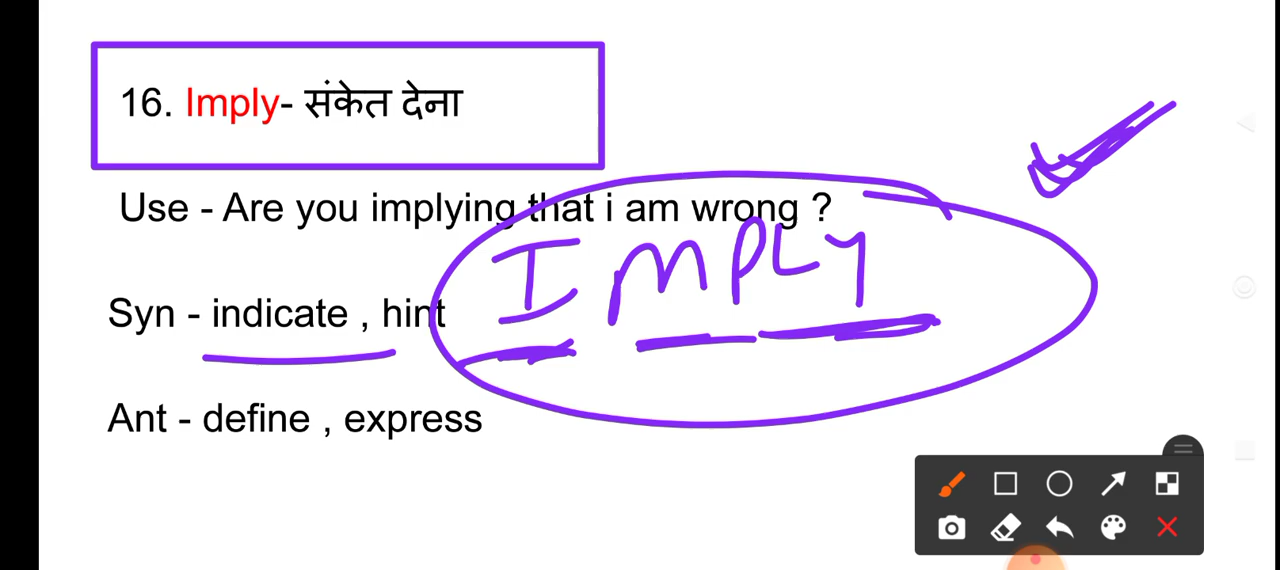 16. Imply- संकेत देना
Use - Are you implying that i am wrong ?
IMPLY
Syn - indicate , hint
Ant - define , express